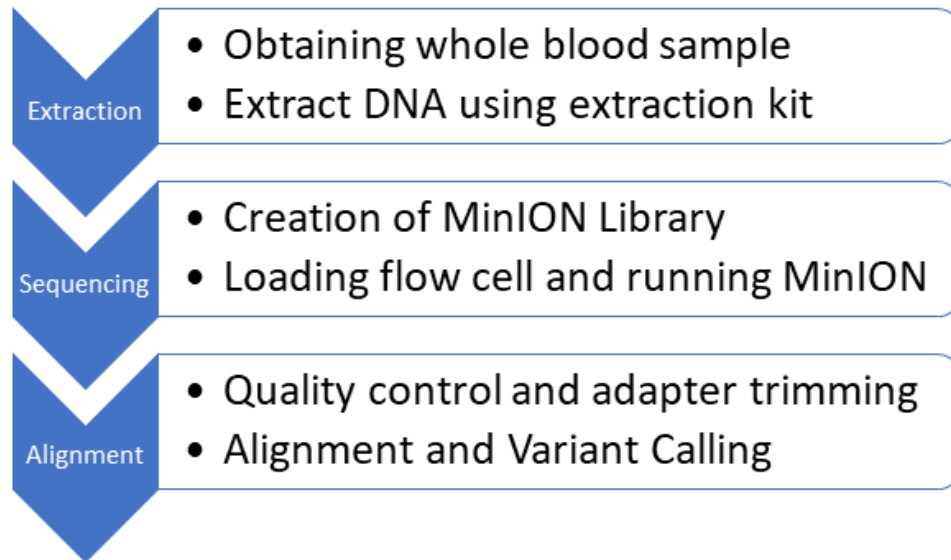 Extraction
• Obtaining whole blood sample
• Extract DNA using extraction kit
Sequencing
• Creation of MinION Library
• Loading flow cell and running MinION
Alignment
• Quality control and adapter trimming
• Alignment and Variant Calling